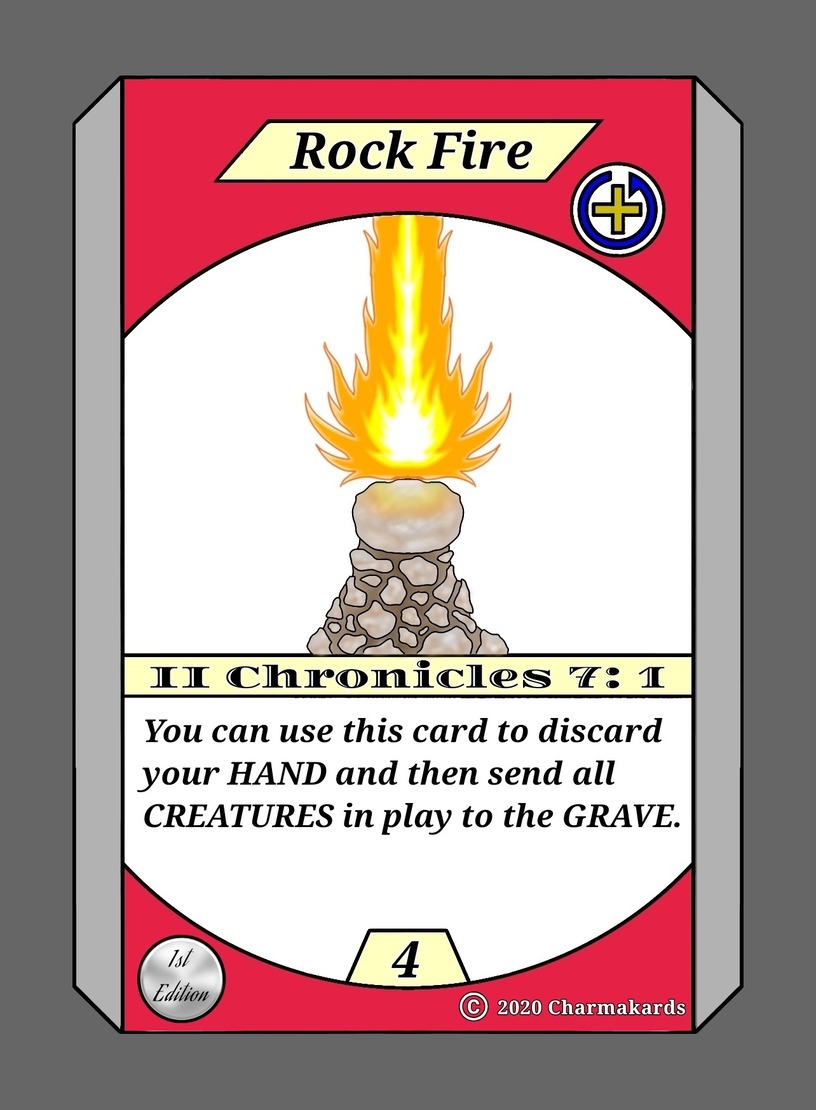 Rock Fire
II Chronicles 7: 1
You can use this card to discard
your HAND and then send all
CREATURES in play to the GRAVE.
4
1st
Edition
© 2020 Charmakards